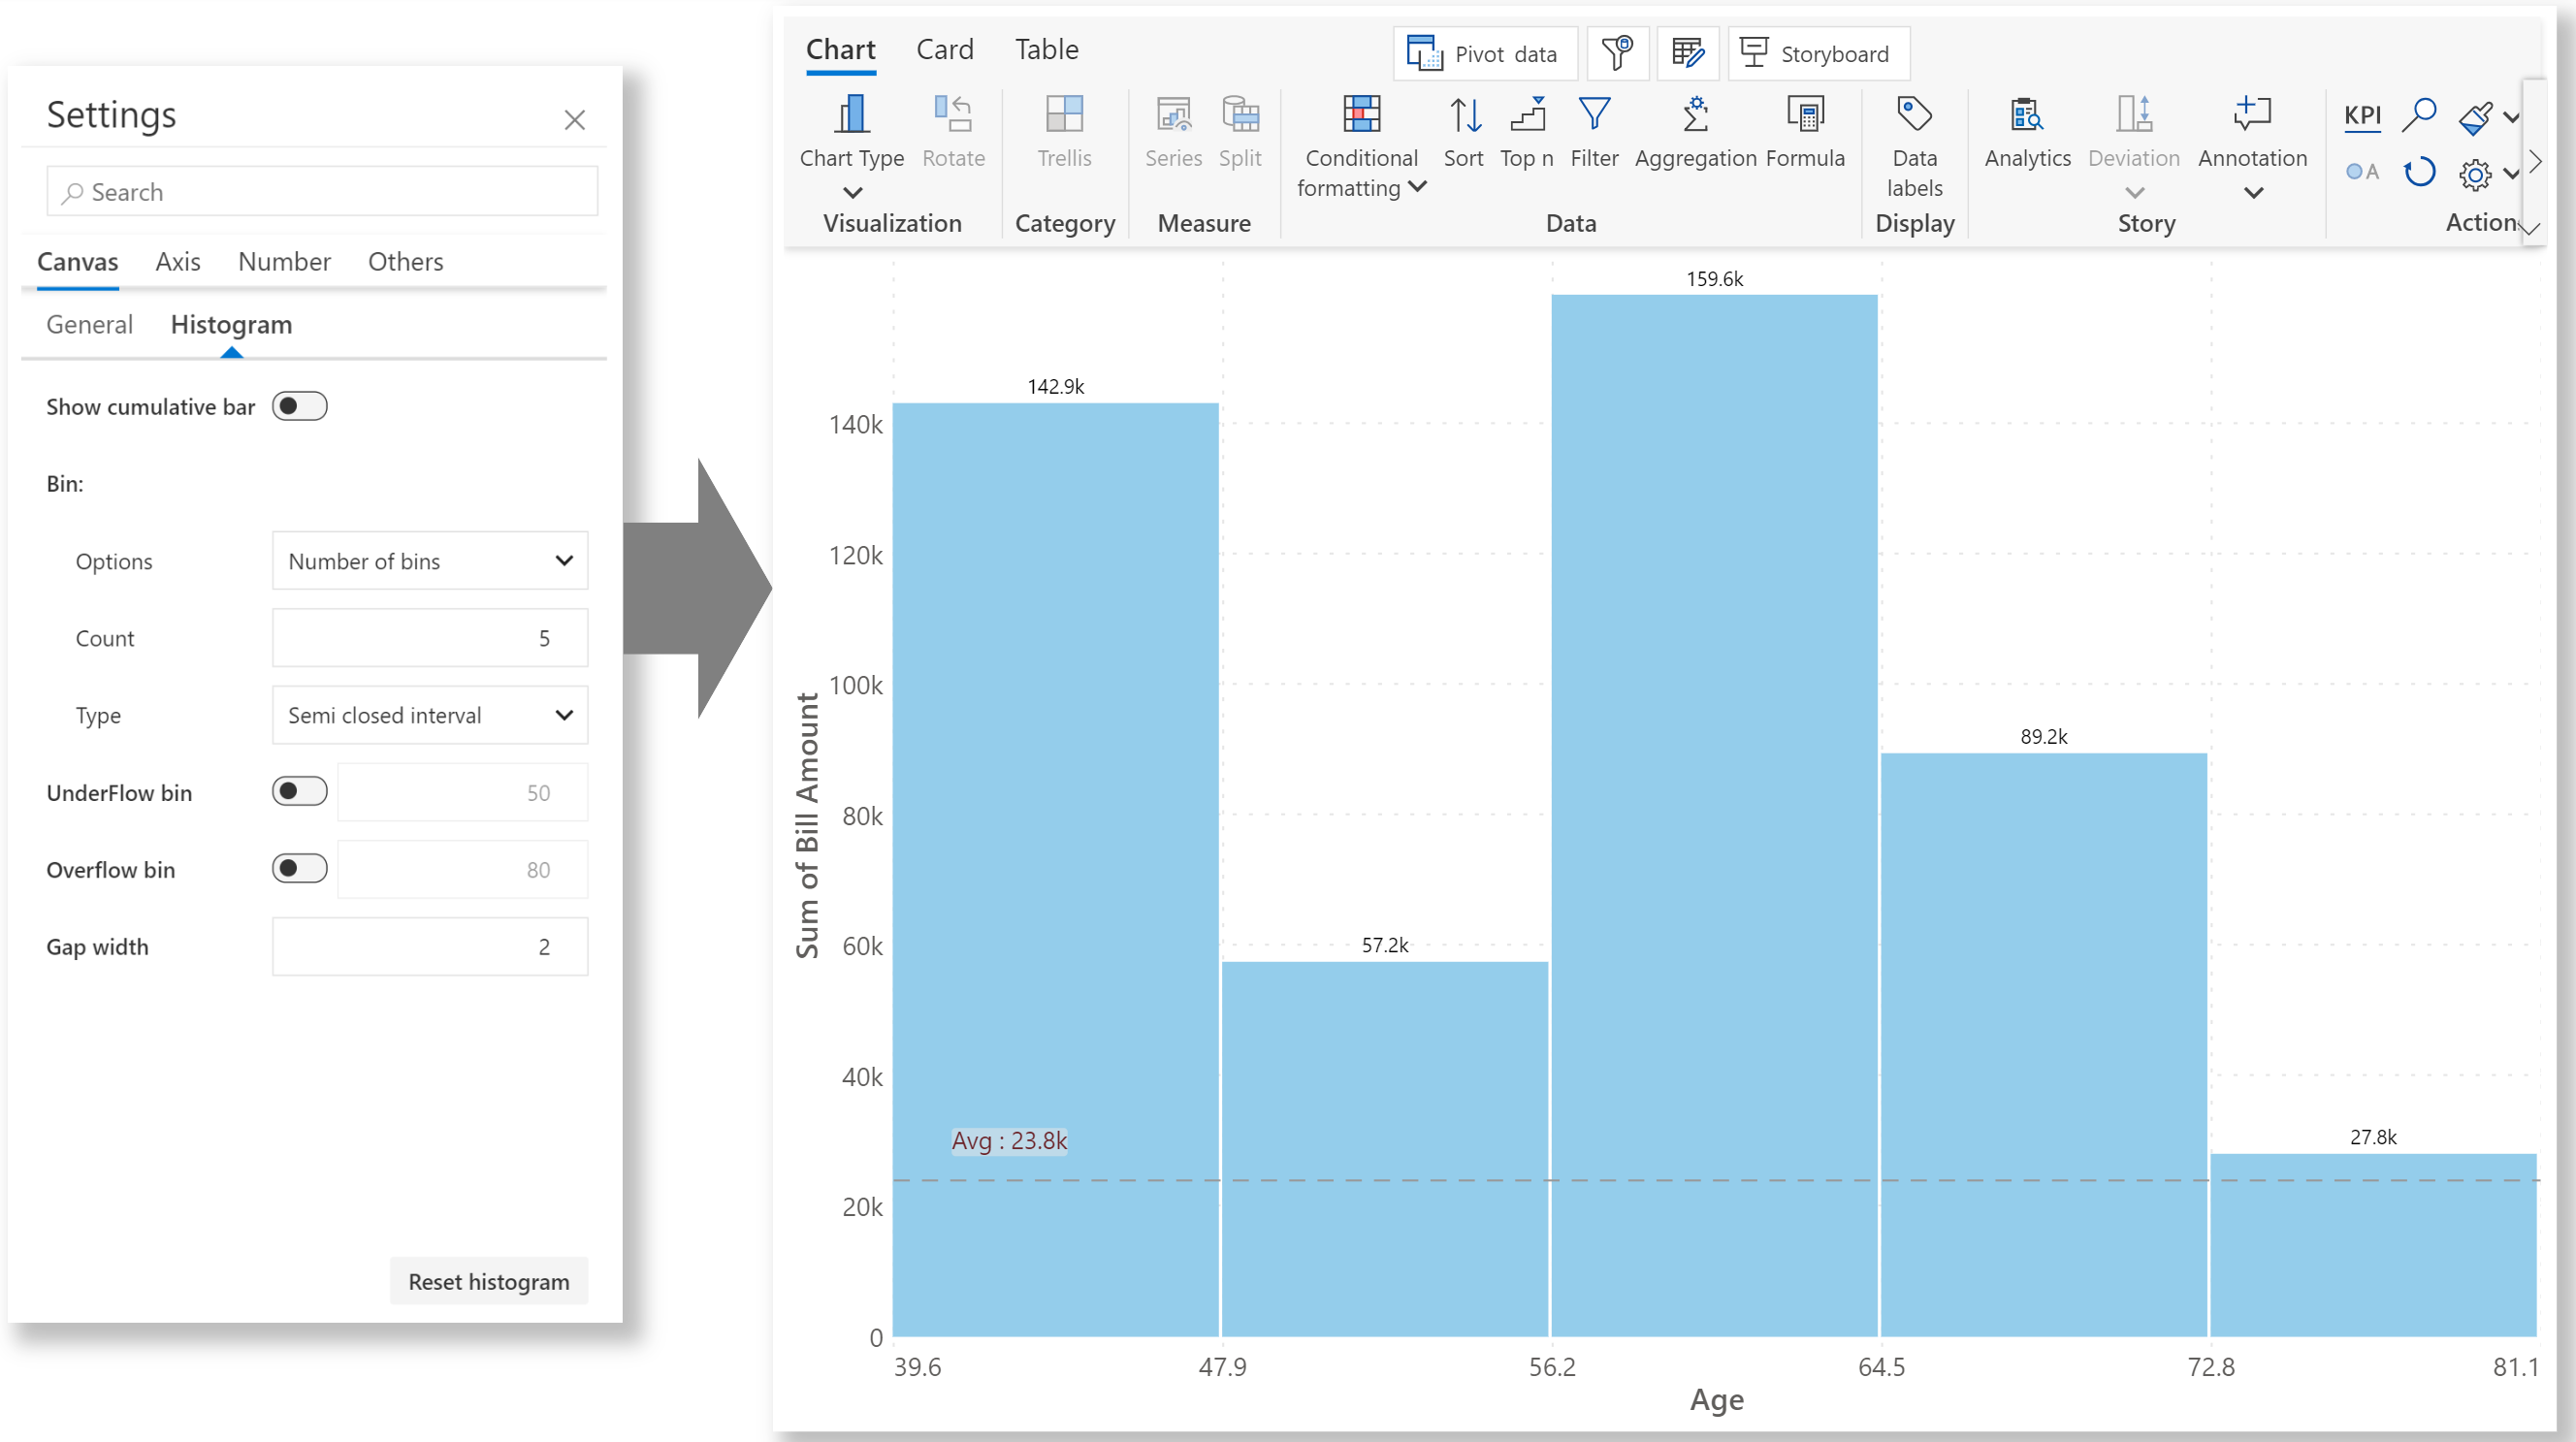 Settings
Search
Canvas Axis Number Others
General Histogram
Show cumulative bar
Bin:
Options Number of bins
Count 5
Type Semi closed interval
UnderFlow bin 50
Overflow bin 80
Gap width 2
Reset histogram
Chart Card Table
Pivot data
Storyboard
Chart Type Rotate Trellis Series Split Conditional formatting Sort Top n Filter Aggregation Formula Data labels Analytics Deviation Annotation KPI
A
Visualization Category Measure Data Display Story Action
159.6k
142.9k
140k
120k
100k
89.2k
80k
Sum of Bill Amount
57.2k
60k
40k
Avg : 23.8k
27.8k
20k
0
39.6 47.9 56.2 64.5 72.8 81.1
Age